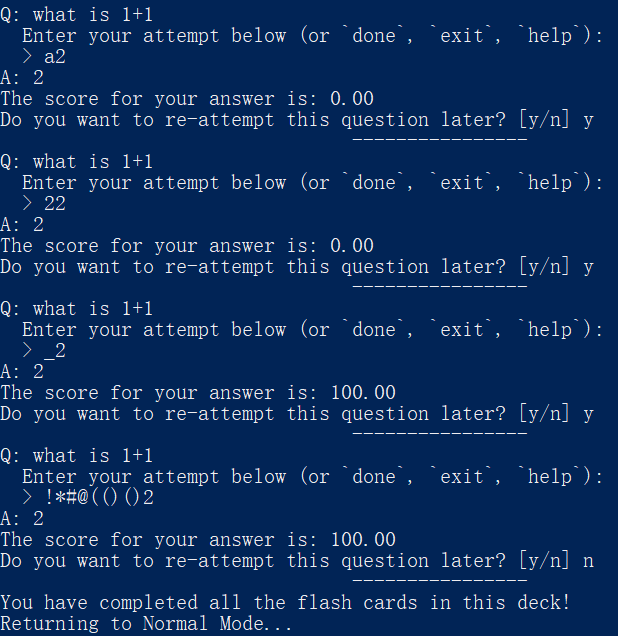 Q: what is 1+1
Enter your attempt below (or `done`, `exit`, `help`):
> a2
A: 2
The score for your answer is: 0.00
Do you want to re-attempt this question later? [y/n] y
----------------
Q: what is 1+1
Enter your attempt below (or `done`, `exit`, `help`):
> 22
A: 2
The score for your answer is: 0.00
Do you want to re-attempt this question later? [y/n] y
----------------
Q: what is 1+1
Enter your attempt below (or `done`, `exit`, `help`):
> _2
A: 2
The score for your answer is: 100.00
Do you want to re-attempt this question later? [y/n] y
----------------
Q: what is 1+1
Enter your attempt below (or `done`, `exit`, `help`):
> !*#@(()()2
A: 2
The score for your answer is: 100.00
Do you want to re-attempt this question later? [y/n] n
----------------
You have completed all the flash cards in this deck!
Returning to Normal Mode...